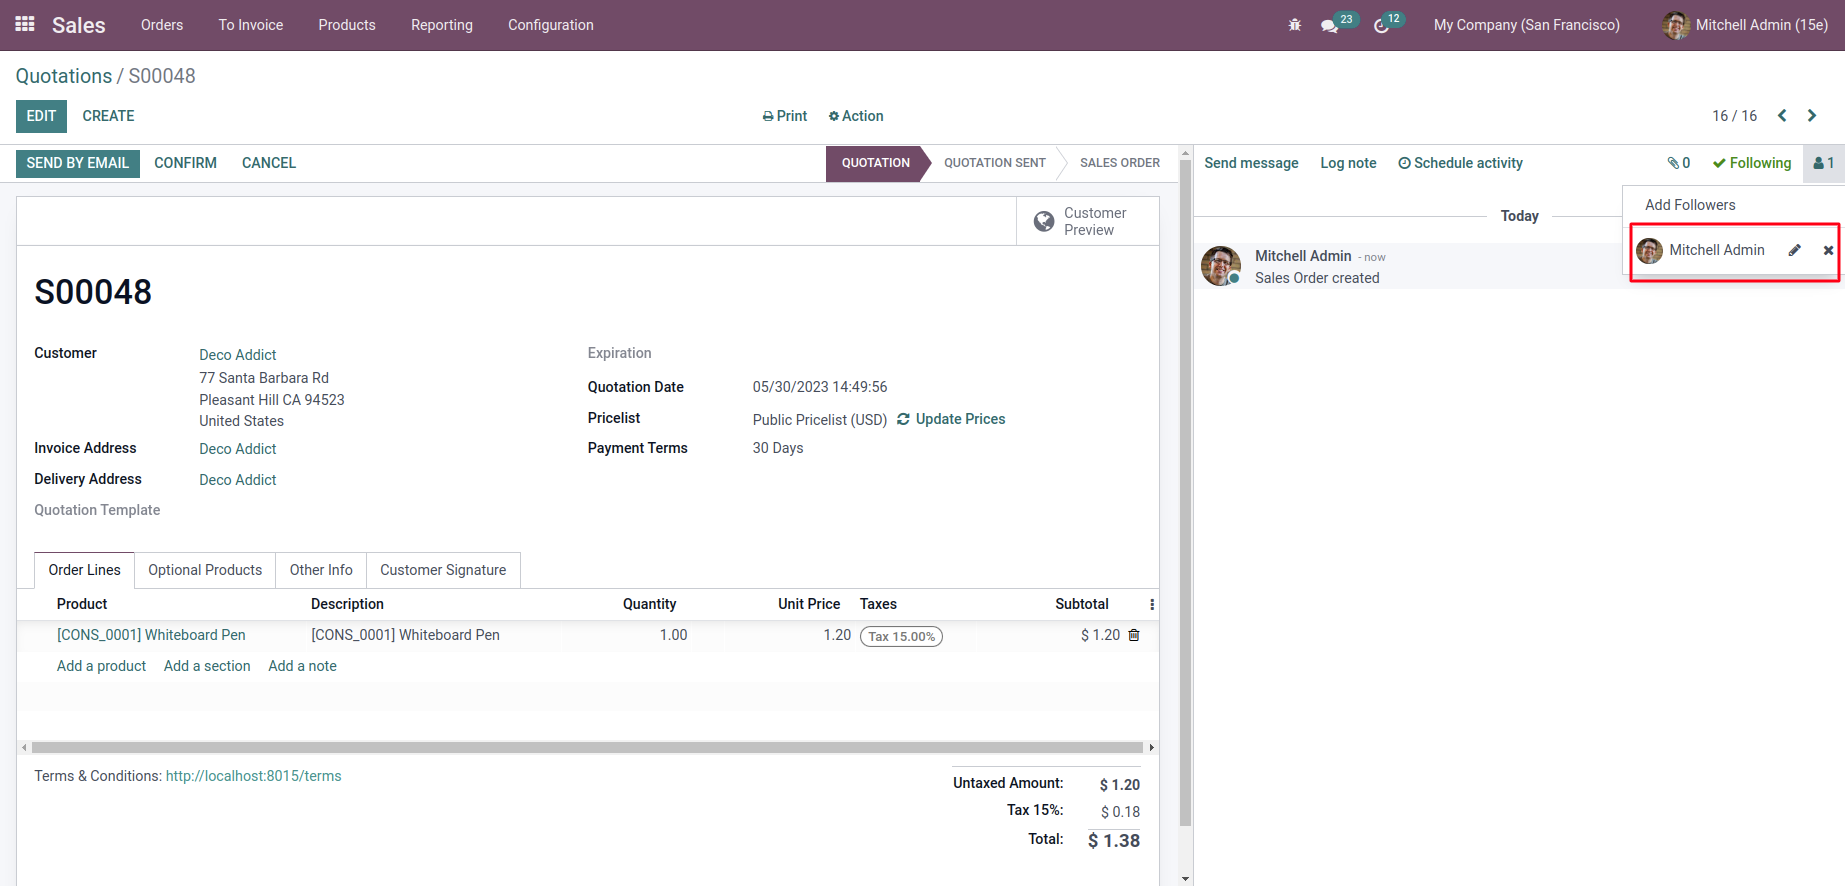 Sales Orders To Invoice Products Reporting Configuration 23 12 My Company (San Francisco) Mitchell Admin (15e)
Quotations / S00048
EDIT CREATE Print Action 16 / 16
SEND BY EMAIL CONFIRM CANCEL QUOTATION QUOTATION SENT SALES ORDER Send message Log note Schedule activity 0 Following 1
Add Followers
Customer
Preview
Today
Mitchell Admin
Mitchell Admin - now
Sales Order created
S00048
Customer Deco Addict
77 Santa Barbara Rd
Pleasant Hill CA 94523
United States
Invoice Address Deco Addict
Delivery Address Deco Addict
Quotation Template
Expiration
Quotation Date 05/30/2023 14:49:56
Pricelist Public Pricelist (USD) Update Prices
Payment Terms 30 Days
Order Lines Optional Products Other Info Customer Signature
Product Description Quantity Unit Price Taxes Subtotal
[CONS_0001] Whiteboard Pen [CONS_0001] Whiteboard Pen 1.00 1.20 Tax 15.00% $ 1.20
Add a product Add a section Add a note
Terms & Conditions: http://localhost:8015/terms
Untaxed Amount: $ 1.20
Tax 15%: $ 0.18
Total: $ 1.38